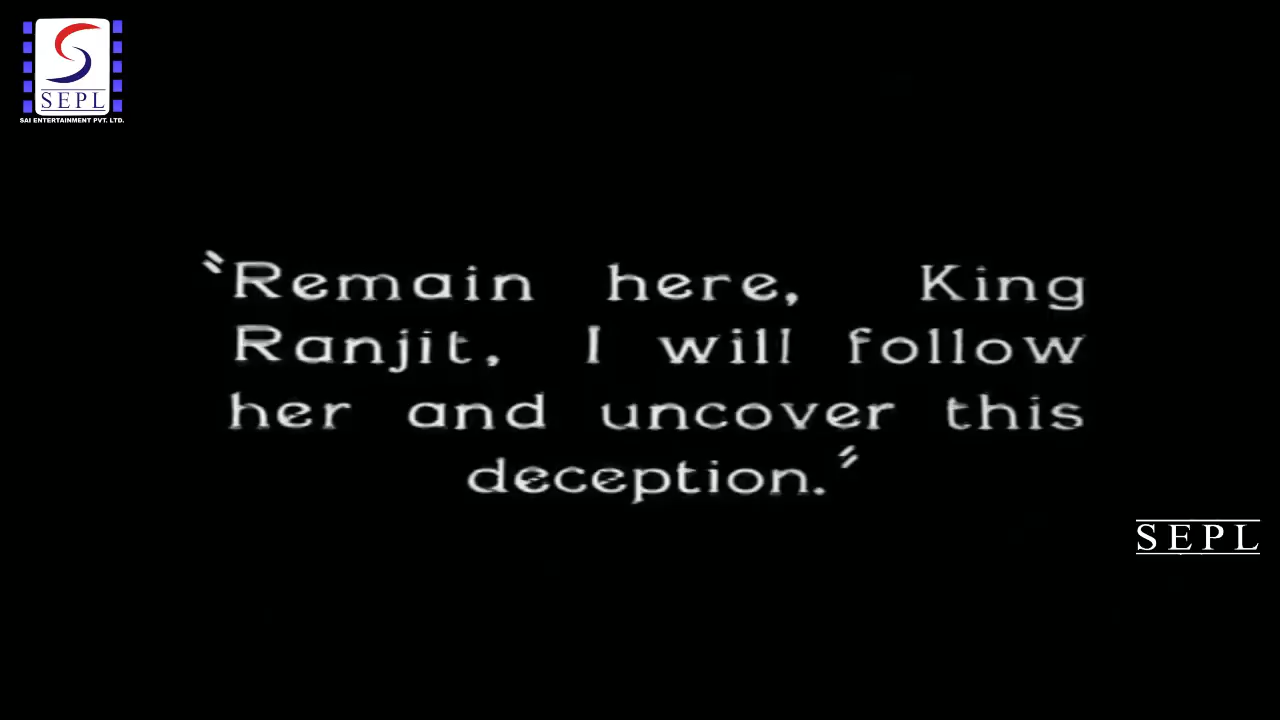 SEPL
SAI ENTERTAINMENT PVT. LTD.
"Remain here, King
Ranjit, I will follow
her and uncover this
deception."
SEPL